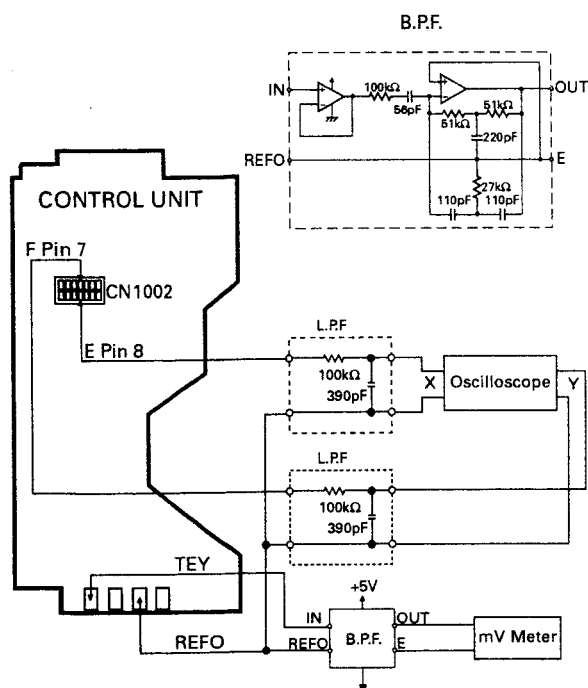 B.P.F.
IN
100kΩ
56pF
51kΩ
51kΩ
OUT
220pF
REFO
E
27kΩ
110pF
110pF
CONTROL UNIT
F Pin 7
CN1002
E Pin 8
L.P.F
100kΩ
390pF
X
Oscilloscope
Y
L.P.F
100kΩ
390pF
TEY
+5V
IN
OUT
B.P.F.
mV Meter
REFO
REFO
E